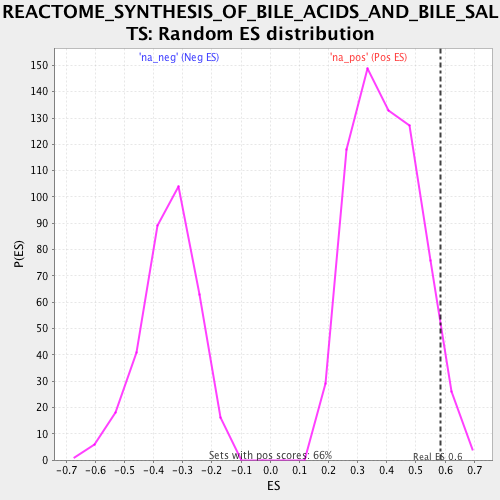 REACTOME_SYNTHESIS_OF_BILE_ACIDS_AND_BILE_SAL
TS: Random ES distribution
'na_neg' (Neg ES) 'na_pos' (Pos ES)
150
140
130
120
110
100
90
80
70
60
50
40
30
20
10
0
P(ES)
Sets with pos scores: 66%
Real ES 0.6
-0.7 -0.6 -0.5 -0.4 -0.3 -0.2 -0.1 0.0 0.1 0.2 0.3 0.4 0.5 0.6 0.7
ES